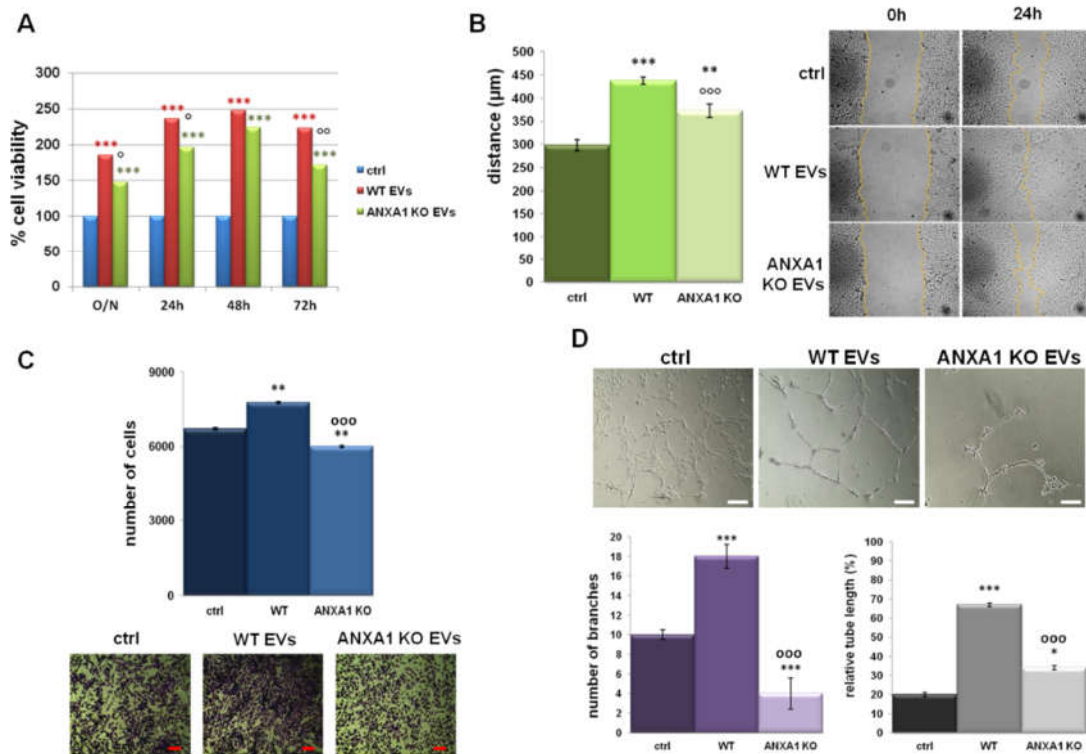 A
% cell viability
300
250
200
150
100
50
0
***
***
***
***
***
***
***
***
°
°
°°
O/N 24h 48h 72h
ctrl
WT EVs
ANXA1 KO EVs
B
distance (µm)
500
450
400
350
300
250
200
150
100
50
0
***
**
°°°
ctrl WT ANXA1 KO
0h 24h
ctrl
WT EVs
ANXA1
KO EVs
C
number of cells
9000
6000
3000
0
**
ooo
**
ctrl WT ANXA1 KO
ctrl WT EVs ANXA1 KO EVs
D
ctrl WT EVs ANXA1 KO EVs
number of branches
20
18
16
14
12
10
8
6
4
2
0
***
ooo
***
ctrl WT ANXA1 KO
relative tube length (%)
100
90
80
70
60
50
40
30
20
10
0
***
ooo
*
ctrl WT ANXA1 KO